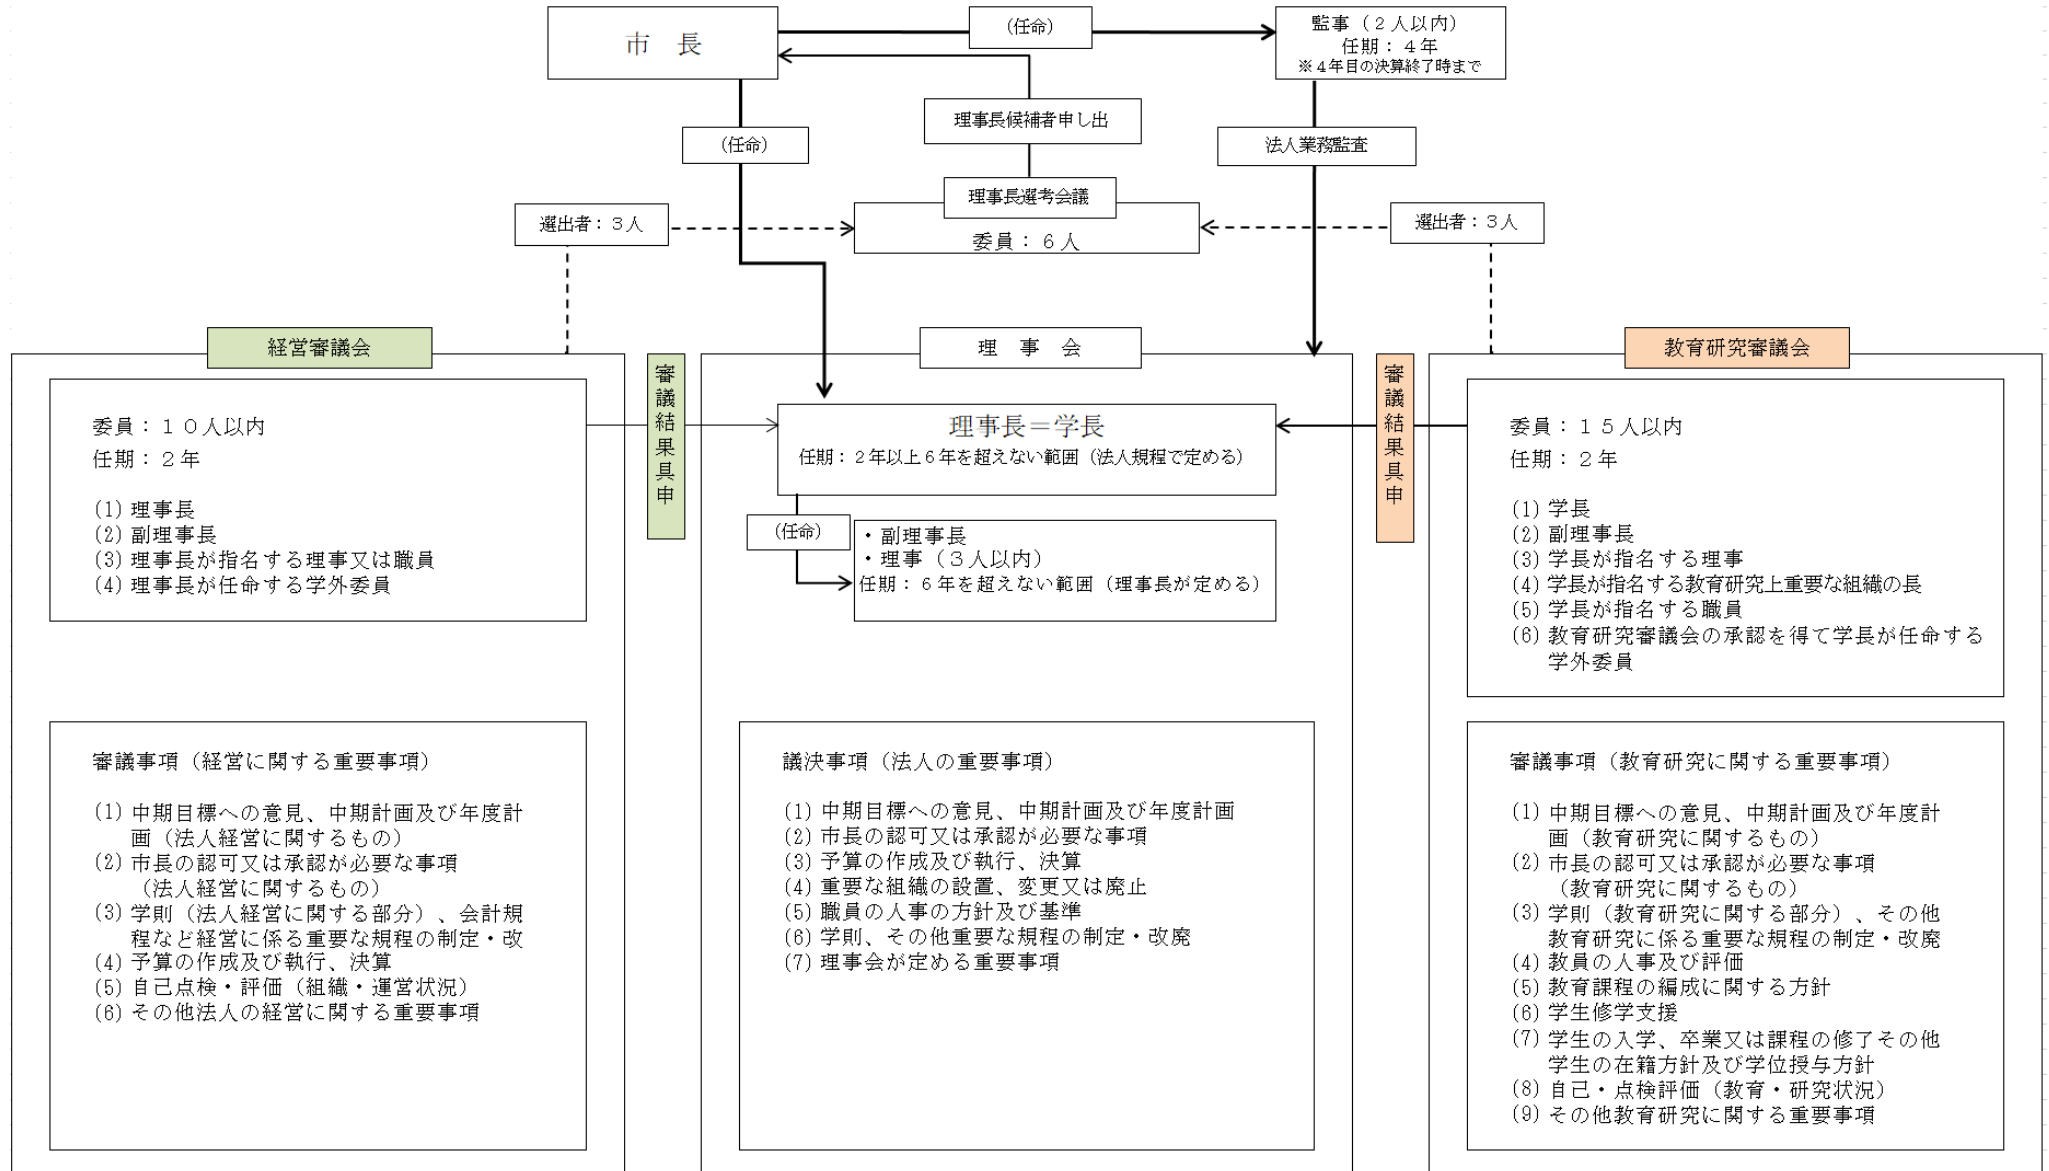 市　長
（任命）
監事（２人以内）
任期：４年
※４年目の決算終了時まで
理事長候補者申し出
（任命）
法人業務監査
理事長選考会議
委員：６人
選出者：３人
選出者：３人
経営審議会
委員：１０人以内
任期：２年
(1) 理事長
(2) 副理事長
(3) 理事長が指名する理事又は職員
(4) 理事長が任命する学外委員
審議事項（経営に関する重要事項）
(1) 中期目標への意見、中期計画及び年度計
画（法人経営に関するもの）
(2) 市長の認可又は承認が必要な事項
（法人経営に関するもの）
(3) 学則（法人経営に関する部分）、会計規
程など経営に係る重要な規程の制定・改
(4) 予算の作成及び執行、決算
(5) 自己点検・評価（組織・運営状況）
(6) その他法人の経営に関する重要事項
審議結果具申
理　事　会
理事長＝学長
任期：２年以上６年を超えない範囲（法人規程で定める）
（任命）
・副理事長
・理事（３人以内）
任期：６年を超えない範囲（理事長が定める）
議決事項（法人の重要事項）
(1) 中期目標への意見、中期計画及び年度計画
(2) 市長の認可又は承認が必要な事項
(3) 予算の作成及び執行、決算
(4) 重要な組織の設置、変更又は廃止
(5) 職員の人事の方針及び基準
(6) 学則、その他重要な規程の制定・改廃
(7) 理事会が定める重要事項
審議結果具申
教育研究審議会
委員：１５人以内
任期：２年
(1) 学長
(2) 副理事長
(3) 学長が指名する理事
(4) 学長が指名する教育研究上重要な組織の長
(5) 学長が指名する職員
(6) 教育研究審議会の承認を得て学長が任命する
学外委員
審議事項（教育研究に関する重要事項）
(1) 中期目標への意見、中期計画及び年度計
画（教育研究に関するもの）
(2) 市長の認可又は承認が必要な事項
（教育研究に関するもの）
(3) 学則（教育研究に関する部分）、その他
教育研究に係る重要な規程の制定・改廃
(4) 教員の人事及び評価
(5) 教育課程の編成に関する方針
(6) 学生修学支援
(7) 学生の入学、卒業又は課程の修了その他
学生の在籍方針及び学位授与方針
(8) 自己・点検評価（教育・研究状況）
(9) その他教育研究に関する重要事項